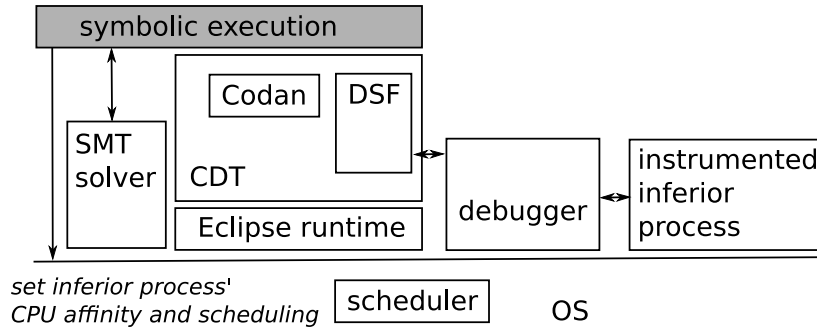 symbolic execution
Codan
DSF
SMT
solver
CDT
Eclipse runtime
debugger
instrumented
inferior
process
set inferior process'
CPU affinity and scheduling
scheduler
OS